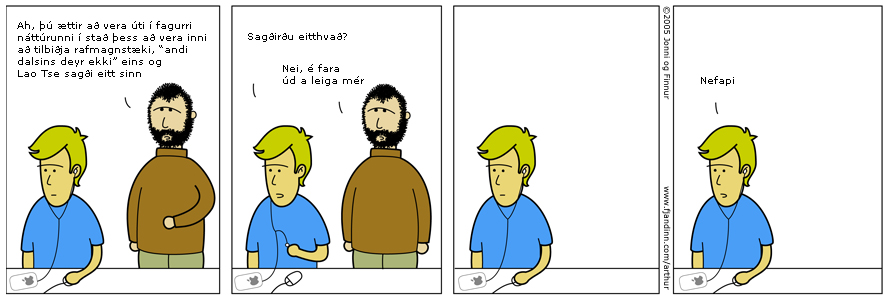 Ah, þú ættir að vera úti í fagurri
náttúrunni í stað þess að vera inni
að tilbiðja rafmagnstæki, "andi
dalsins deyr ekki" eins og
Lao Tse sagði eitt sinn
Sagðirðu eitthvað?
Nei, é fara
úd a leiga mér
©2005 Jonni og Finnur
www.fjandinn.com/arthur
Nefapi